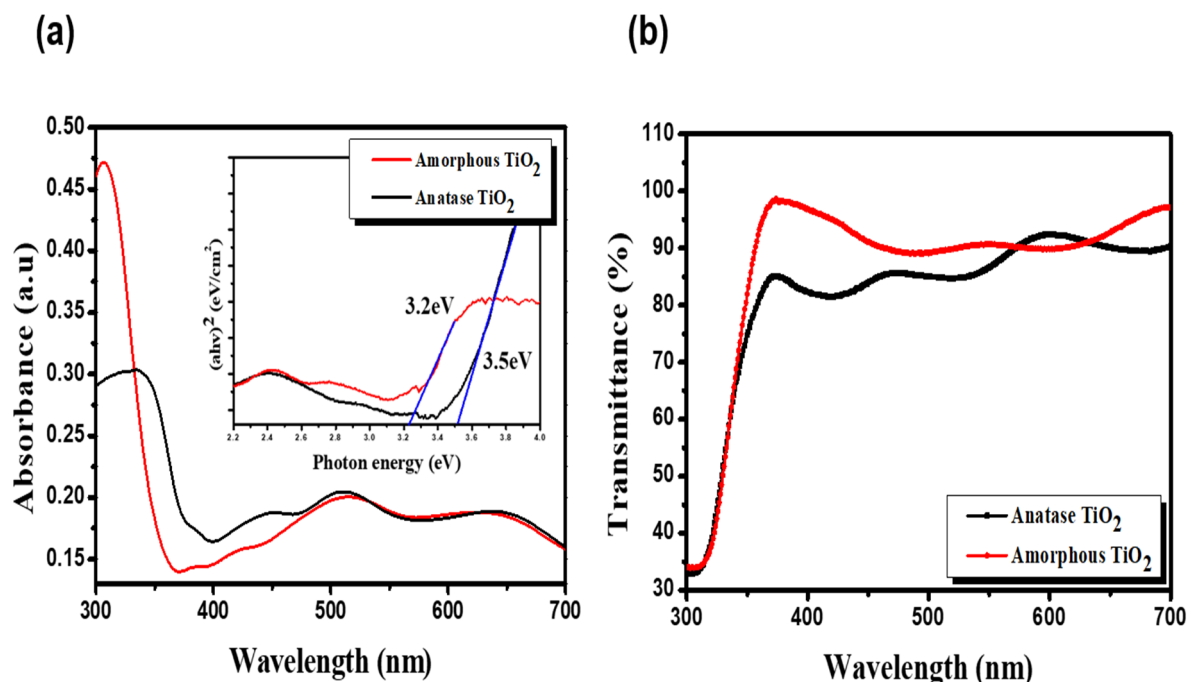 (a)
(b)
Absorbance (a.u)
0.50
0.45
0.40
0.35
0.30
0.25
0.20
0.15
300
400
500
600
700
Wavelength (nm)
Amorphous TiO₂
Anatase TiO₂
(ahv)² (eV/cm²)
3.2eV
3.5eV
2.2
2.4
2.6
2.8
3.0
3.2
3.4
3.6
3.8
4.0
Photon energy (eV)
Transmittance (%)
110
100
90
80
70
60
50
40
30
Anatase TiO₂
Amorphous TiO₂
300
400
500
600
700
Wavelength (nm)